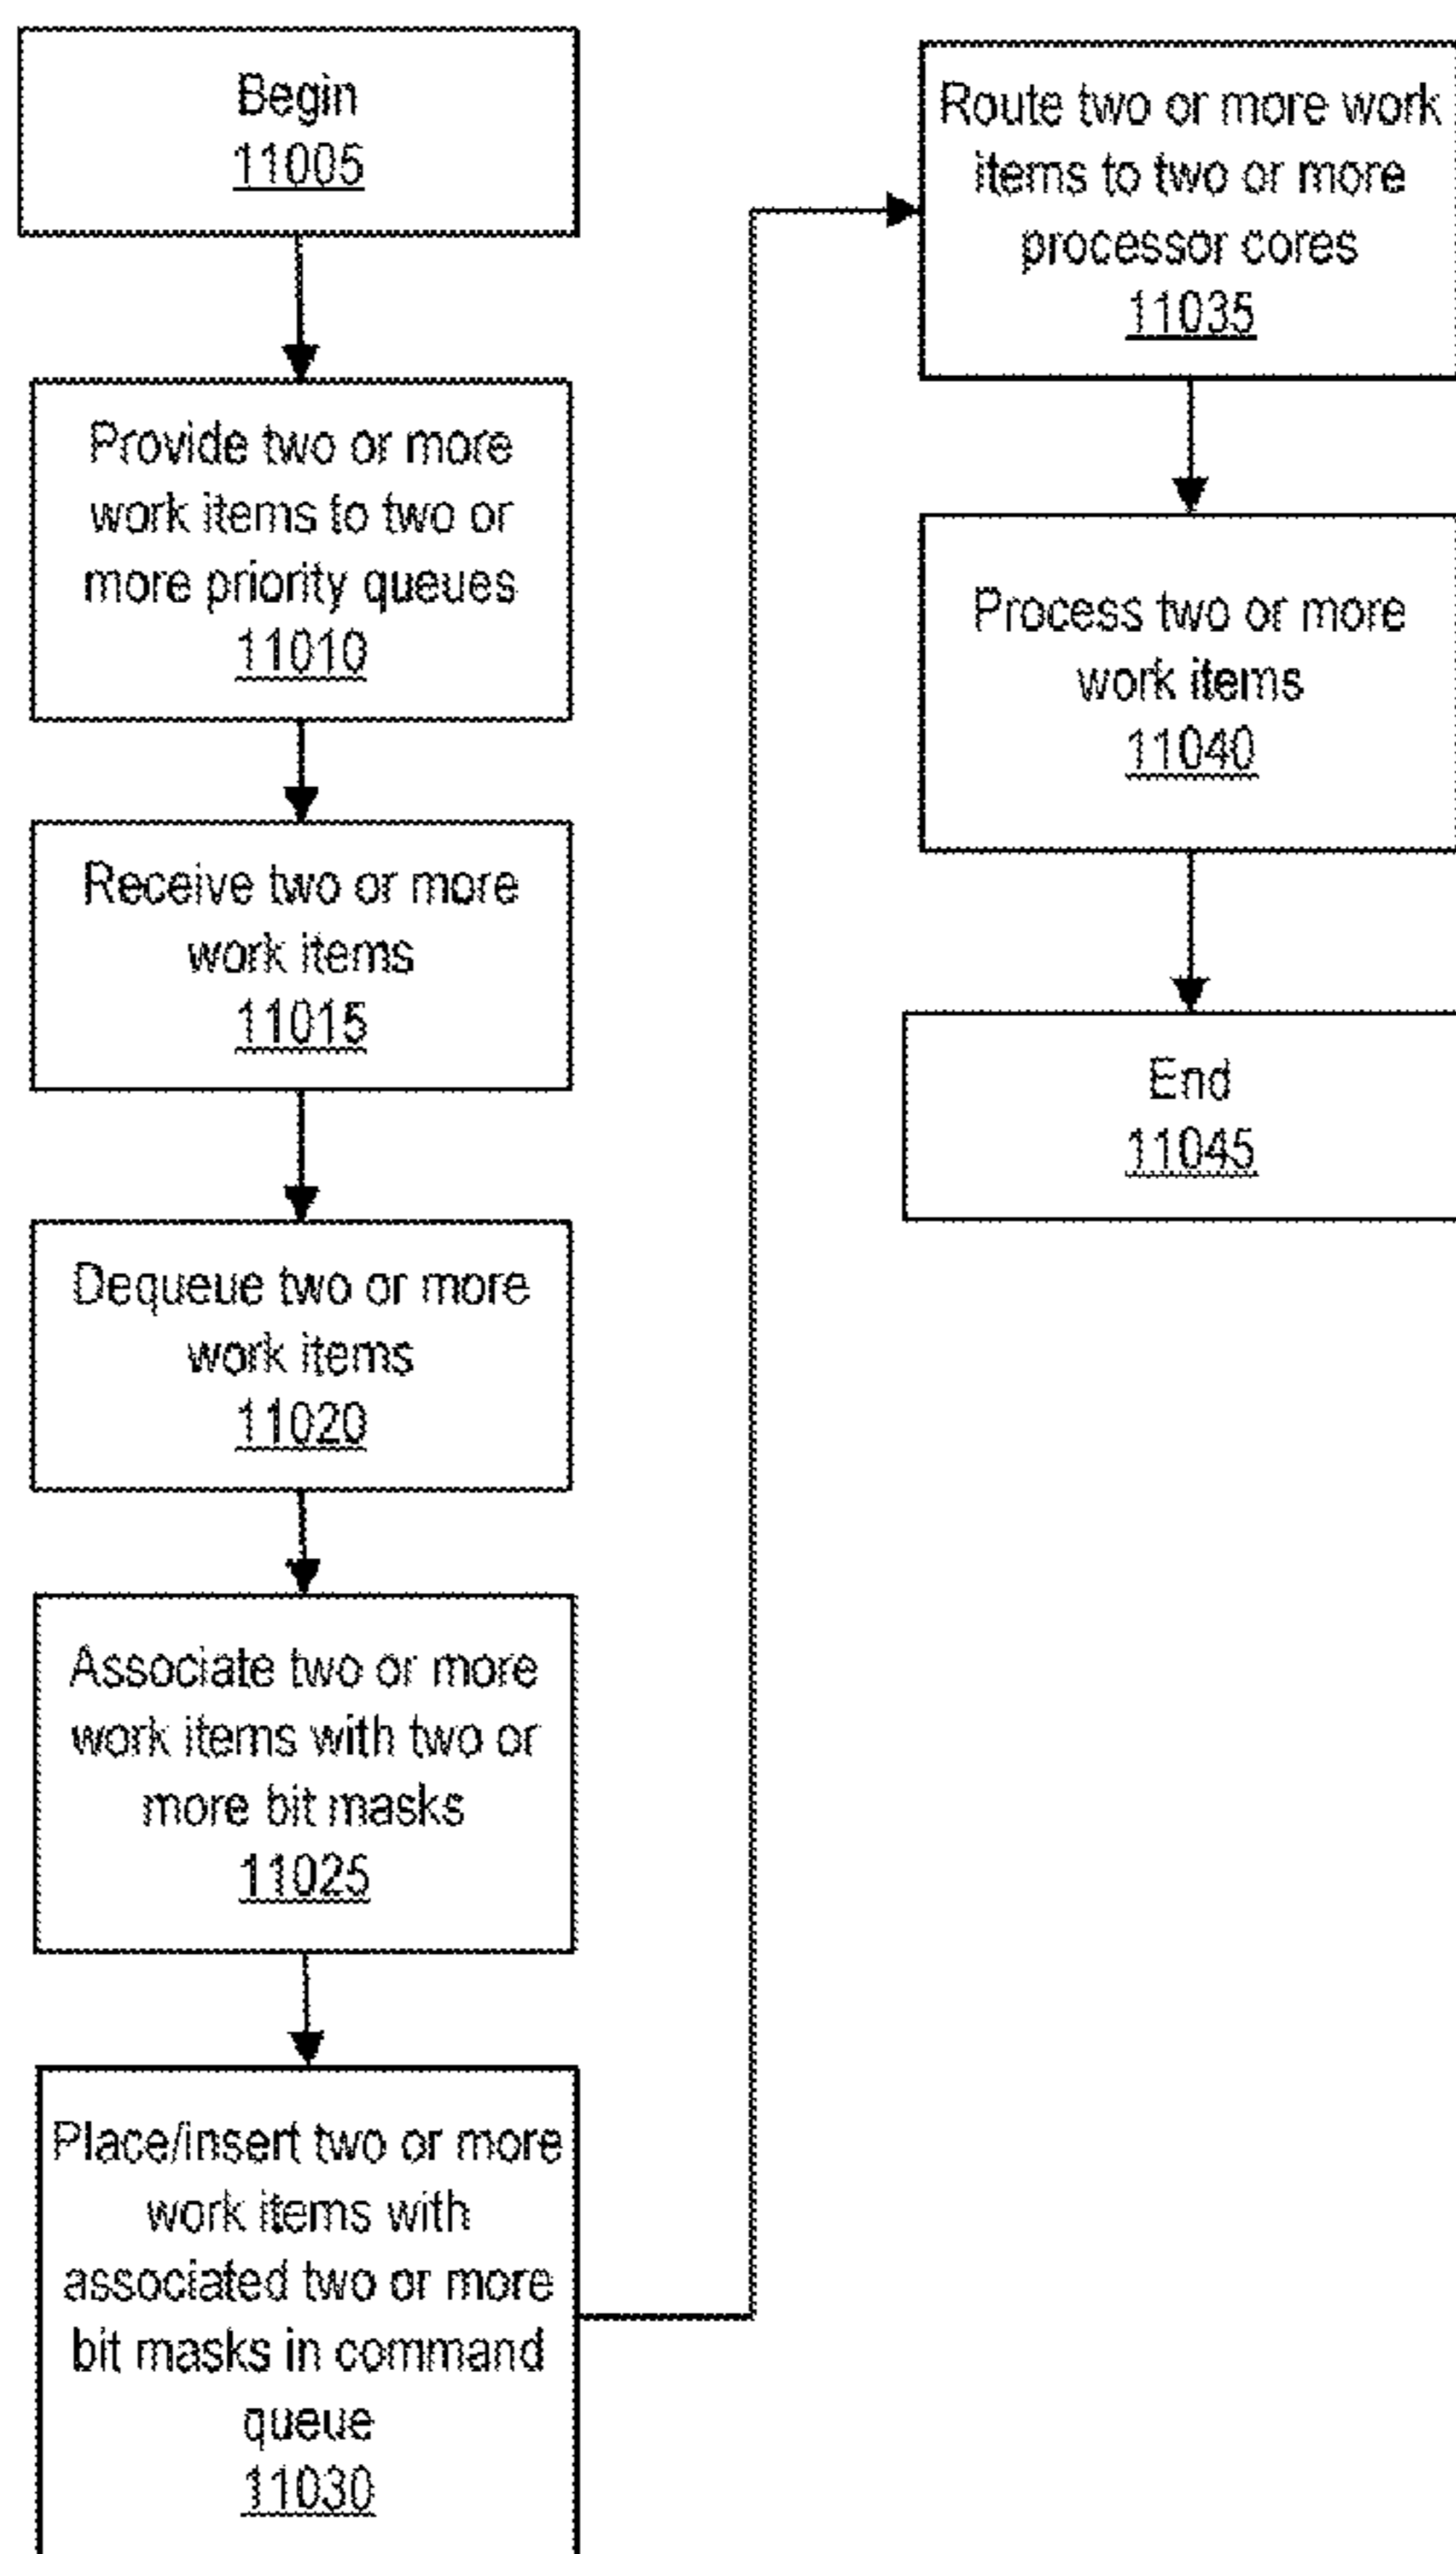 Begin
11005
Provide two or more
work items to two or
more priority queues
11010
Receive two or more
work items
11015
Dequeue two or more
work items
11020
Associate two or more
work items with two or
more bit masks
11025
Place/insert two or more
work items with
associated two or more
bit masks in command
queue
11030
Route two or more work
items to two or more
processor cores
11035
Process two or more
work items
11040
End
11045